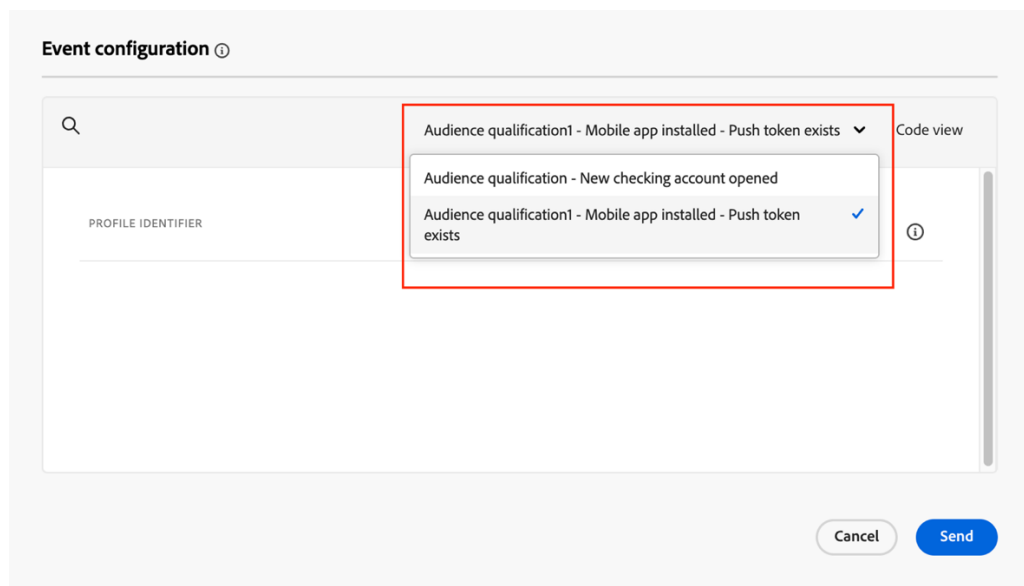 Event configuration
Audience qualification1 - Mobile app installed - Push token exists
Code view
Audience qualification - New checking account opened
Audience qualification1 - Mobile app installed - Push token
exists
PROFILE IDENTIFIER
Cancel
Send